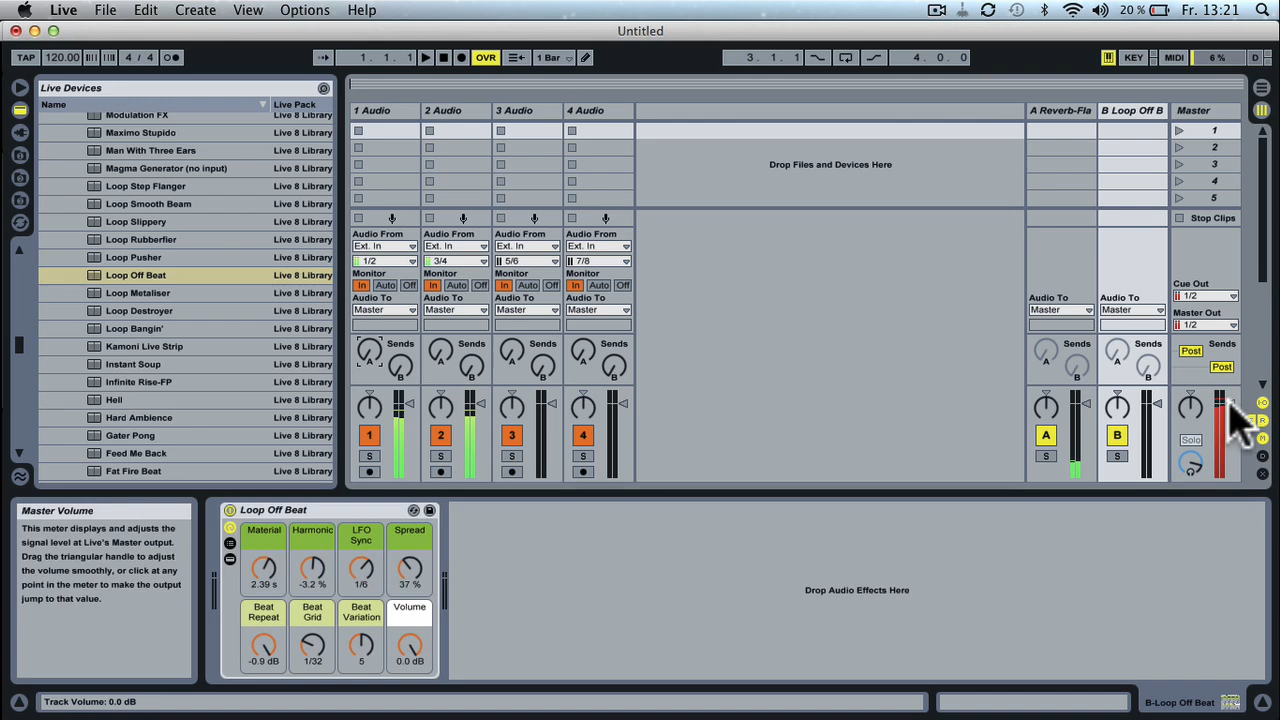 Live File Edit Create View Options Help 20 % Fr. 13:21
Untitled
TAP 120.00 4 / 4 1. 1. 1 OVR 1 Bar 3. 1. 1 4. 0. 0 KEY MIDI 6 % D
Live Devices
Name Live Pack
Modulation FX Live 8 Library
Maximo Stupido Live 8 Library
Man With Three Ears Live 8 Library
Magma Generator (no input) Live 8 Library
Loop Step Flanger Live 8 Library
Loop Smooth Beam Live 8 Library
Loop Slippery Live 8 Library
Loop Rubberfier Live 8 Library
Loop Pusher Live 8 Library
Loop Off Beat Live 8 Library
Loop Metaliser Live 8 Library
Loop Destroyer Live 8 Library
Loop Bangin' Live 8 Library
Kamoni Live Strip Live 8 Library
Instant Soup Live 8 Library
Infinite Rise-FP Live 8 Library
Hell Live 8 Library
Hard Ambience Live 8 Library
Gater Pong Live 8 Library
Feed Me Back Live 8 Library
Fat Fire Beat Live 8 Library
1 Audio 2 Audio 3 Audio 4 Audio A Reverb-Fla B Loop Off B Master
1
2
Drop Files and Devices Here 3
4
5
Stop Clips
Audio From Audio From Audio From Audio From
Ext. In Ext. In Ext. In Ext. In
1/2 3/4 5/6 7/8
Monitor Monitor Monitor Monitor
In Auto Off In Auto Off In Auto Off In Auto Off
Cue Out
1/2
Audio To Audio To Audio To Audio To Audio To Audio To
Master Master Master Master Master Master
Master Out
1/2
Sends Sends Sends Sends Sends Sends Sends
A B A B A B A B A B A B Post Post
1 2 3 4 A B
S S S S S S Solo
Master Volume
This meter displays and adjusts the
signal level at Live's Master output.
Drag the triangular handle to adjust
the volume smoothly, or click at any
point in the meter to make the output
jump to that value.
Loop Off Beat
Material Harmonic LFO Sync Spread
2.39 s -3.2 % 1/6 37 %
Beat Repeat Beat Grid Beat Variation Volume
-0.9 dB 1/32 5 0.0 dB
Drop Audio Effects Here
Track Volume: 0.0 dB B-Loop Off Beat